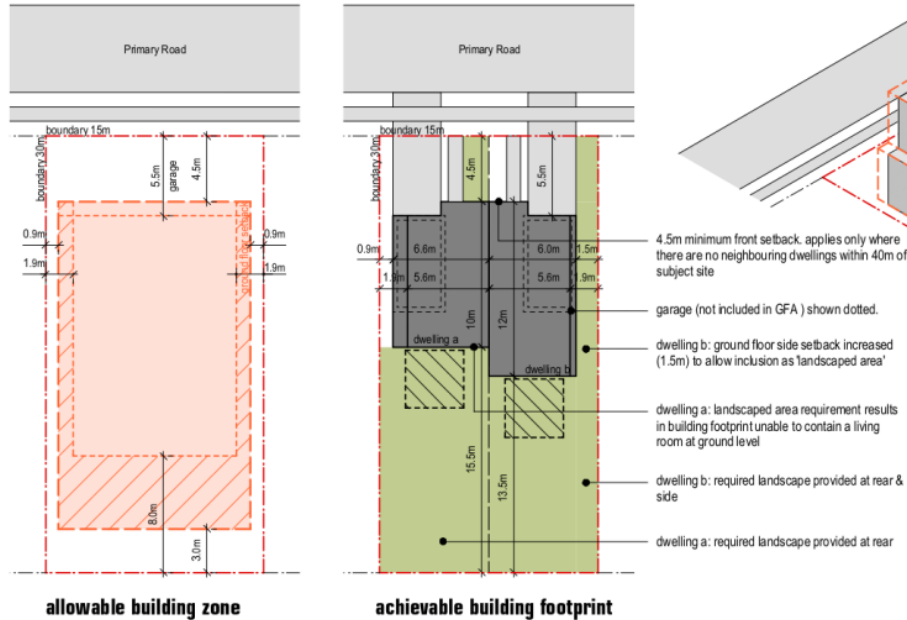 Primary Road
boundary 15m
boundary 30m
5.5m
garage
4.5m
ground floor setback
0.9m
0.9m
1.9m
1.9m
8.0m
3.0m
allowable building zone
Primary Road
boundary 15m
boundary 30m
4.5m
5.5m
0.9m
6.6m
6.0m
1.5m
1.9m
5.6m
5.6m
1.9m
10m
12m
dwelling a
dwelling b
15.5m
13.5m
achievable building footprint
4.5m minimum front setback. applies only where
there are no neighbouring dwellings within 40m of
subject site
garage (not included in GFA ) shown dotted.
dwelling b: ground floor side setback increased
(1.5m) to allow inclusion as 'landscaped area'
dwelling a: landscaped area requirement results
in building footprint unable to contain a living
room at ground level
dwelling b: required landscape provided at rear &
side
dwelling a: required landscape provided at rear